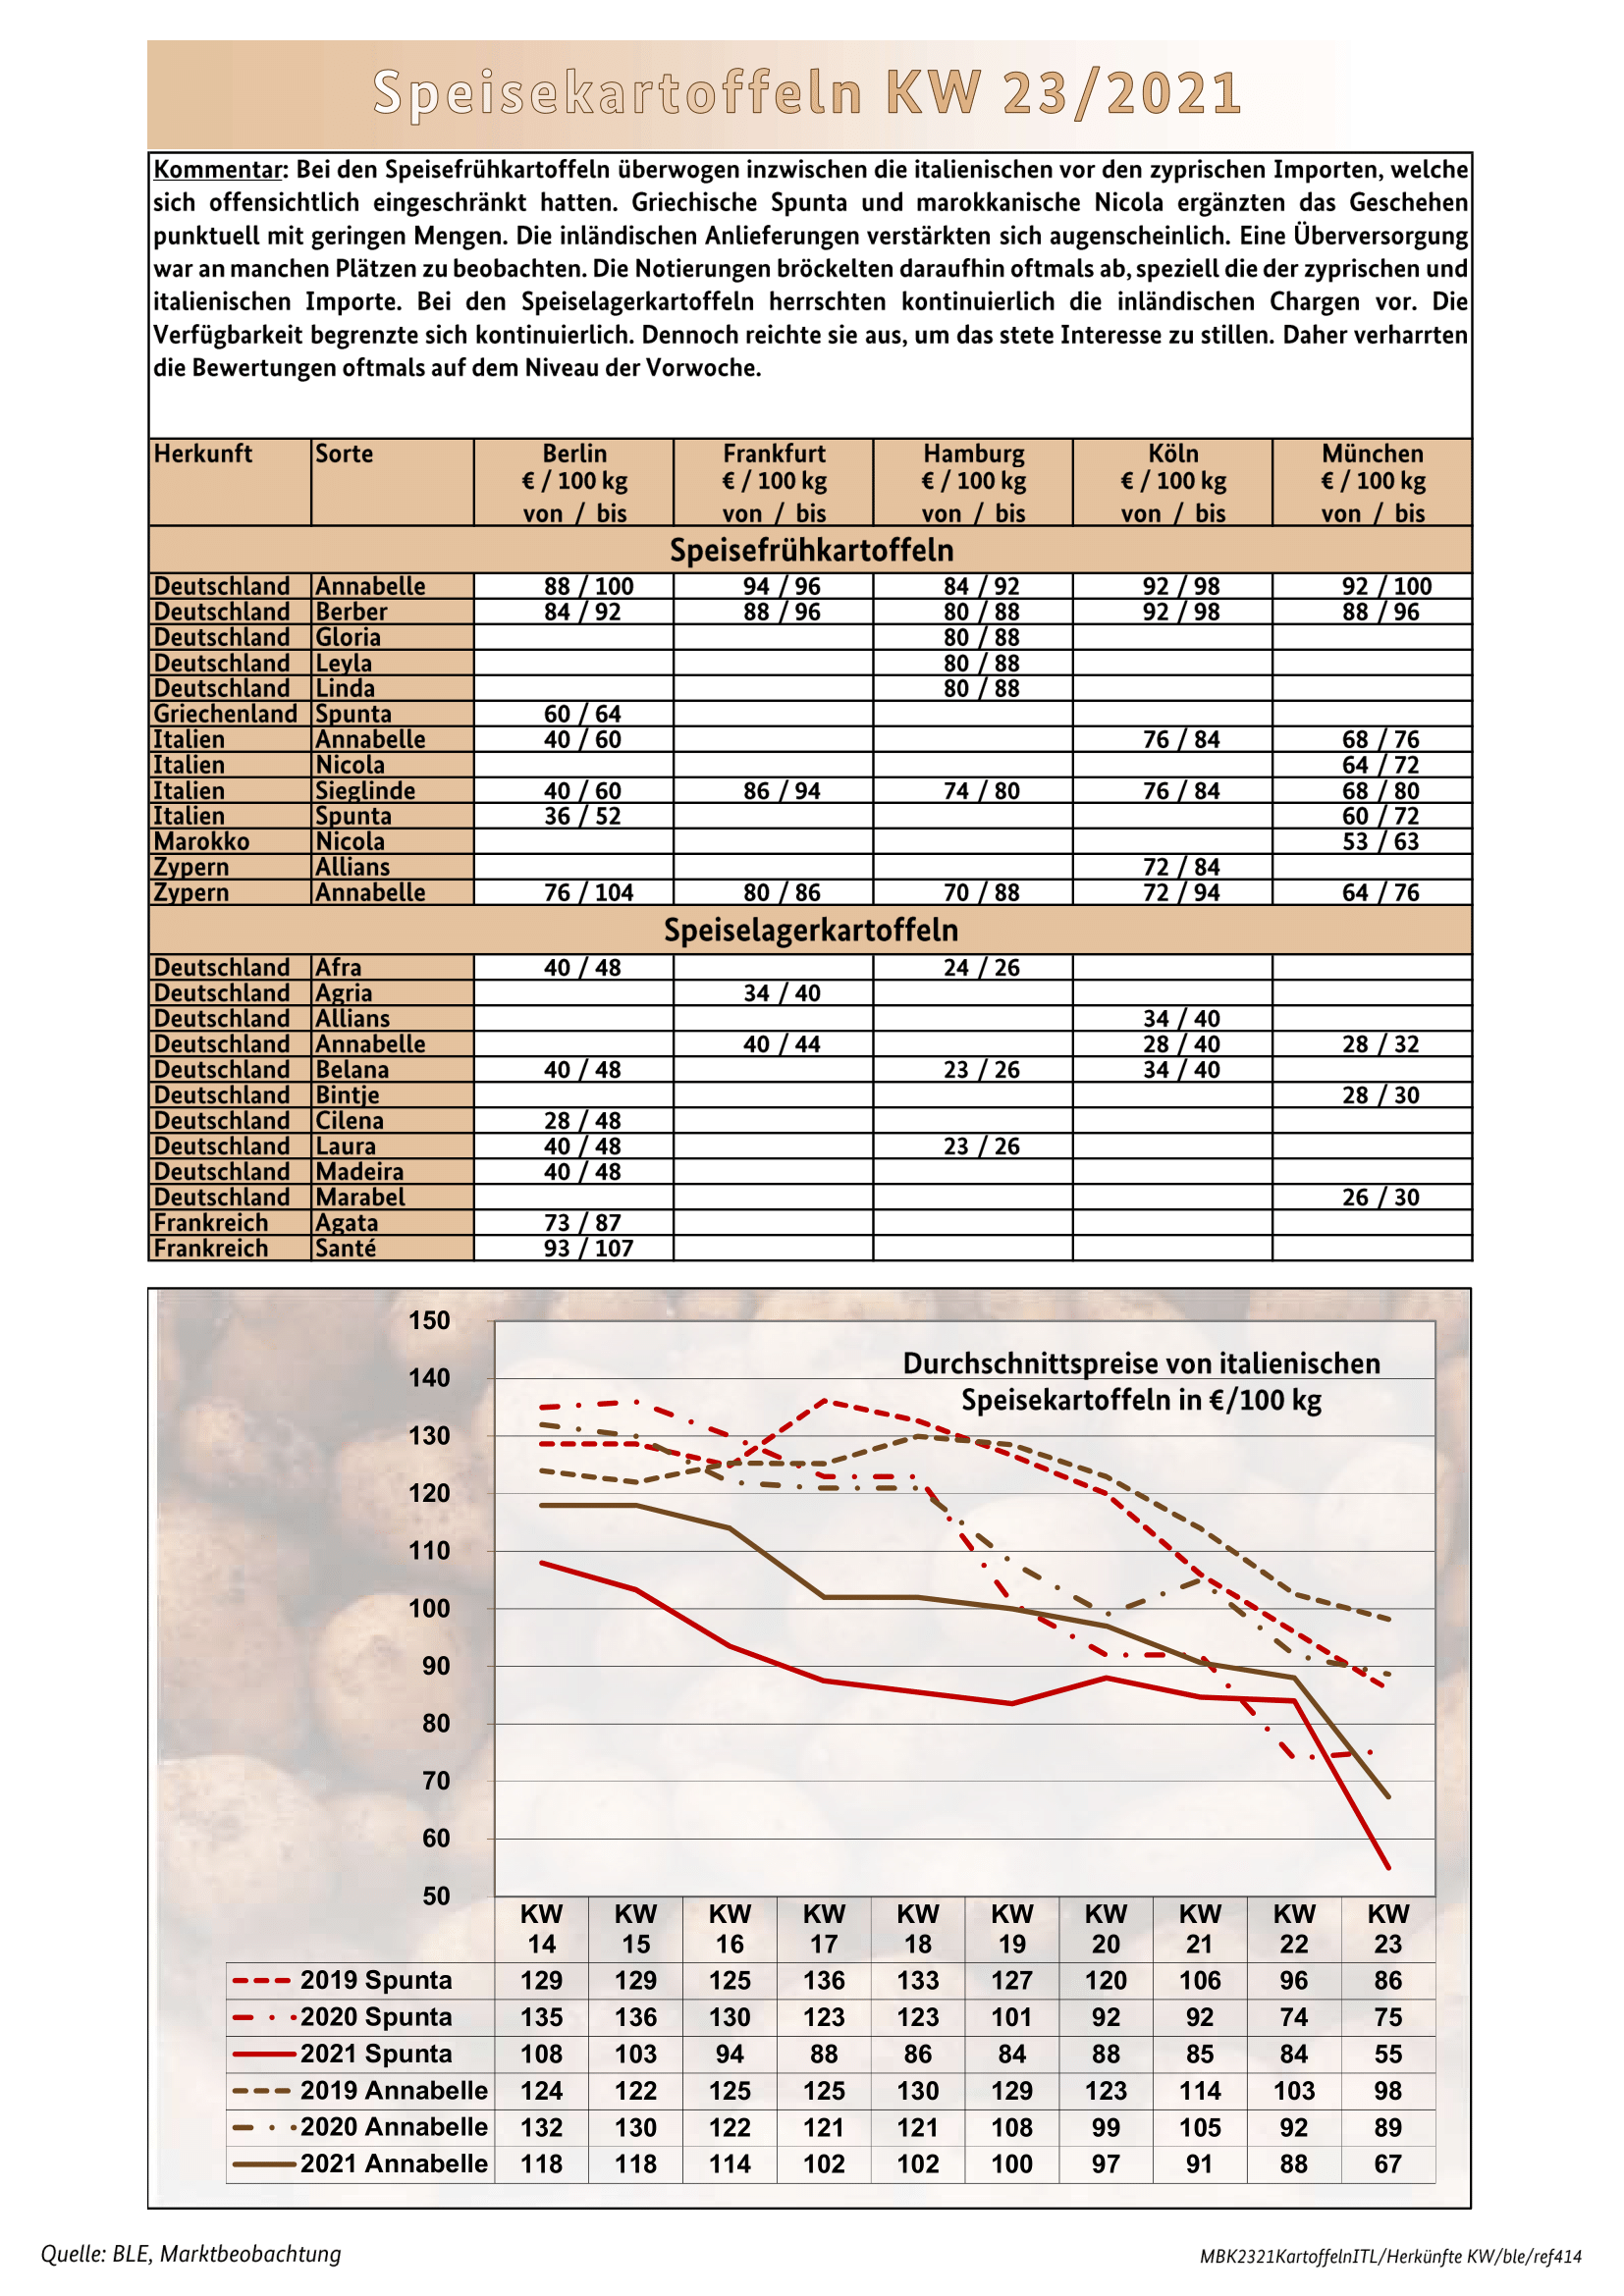 Speisekartoffeln KW 23/2021
Kommentar: Bei den Speisefrühkartoffeln überwogen inzwischen die italienischen vor den zyprischen Importen, welche
sich offensichtlich eingeschränkt hatten. Griechische Spunta und marokkanische Nicola ergänzten das Geschehen
punktuell mit geringen Mengen. Die inländischen Anlieferungen verstärkten sich augenscheinlich. Eine Überversorgung
war an manchen Plätzen zu beobachten. Die Notierungen bröckelten daraufhin oftmals ab, speziell die der zyprischen und
italienischen Importe. Bei den Speiselagerkartoffeln herrschten kontinuierlich die inländischen Chargen vor. Die
Verfügbarkeit begrenzte sich kontinuierlich. Dennoch reichte sie aus, um das stete Interesse zu stillen. Daher verharrten
die Bewertungen oftmals auf dem Niveau der Vorwoche.
Herkunft Sorte Berlin Frankfurt Hamburg Köln München
€ / 100 kg € / 100 kg € / 100 kg € / 100 kg € / 100 kg
von / bis von / bis von / bis von / bis von / bis
Speisefrühkartoffeln
Deutschland Annabelle 88 / 100 94 / 96 84 / 92 92 / 98 92 / 100
Deutschland Berber 84 / 92 88 / 96 80 / 88 92 / 98 88 / 96
Deutschland Gloria 80 / 88
Deutschland Leyla 80 / 88
Deutschland Linda 80 / 88
Griechenland Spunta 60 / 64
Italien Annabelle 40 / 60 76 / 84 68 / 76
Italien Nicola 64 / 72
Italien Sieglinde 40 / 60 86 / 94 74 / 80 76 / 84 68 / 80
Italien Spunta 36 / 52 60 / 72
Marokko Nicola 53 / 63
Zypern Allians 72 / 84
Zypern Annabelle 76 / 104 80 / 86 70 / 88 72 / 94 64 / 76
Speiselagerkartoffeln
Deutschland Afra 40 / 48 24 / 26
Deutschland Agria 34 / 40
Deutschland Allians 34 / 40
Deutschland Annabelle 40 / 44 28 / 40 28 / 32
Deutschland Belana 40 / 48 23 / 26 34 / 40
Deutschland Bintje 28 / 30
Deutschland Cilena 28 / 48
Deutschland Laura 40 / 48 23 / 26
Deutschland Madeira 40 / 48
Deutschland Marabel 26 / 30
Frankreich Agata 73 / 87
Frankreich Santé 93 / 107
Durchschnittspreise von italienischen
Speisekartoffeln in €/100 kg
150
140
130
120
110
100
90
80
70
60
50
KW KW KW KW KW KW KW KW KW KW
14 15 16 17 18 19 20 21 22 23
2019 Spunta 129 129 125 136 133 127 120 106 96 86
2020 Spunta 135 136 130 123 123 101 92 92 74 75
2021 Spunta 108 103 94 88 86 84 88 85 84 55
2019 Annabelle 124 122 125 125 130 129 123 114 103 98
2020 Annabelle 132 130 122 121 121 108 99 105 92 89
2021 Annabelle 118 118 114 102 102 100 97 91 88 67
Quelle: BLE, Marktbeobachtung
MBK2321KartoffelnITL/Herkünfte KW/ble/ref414